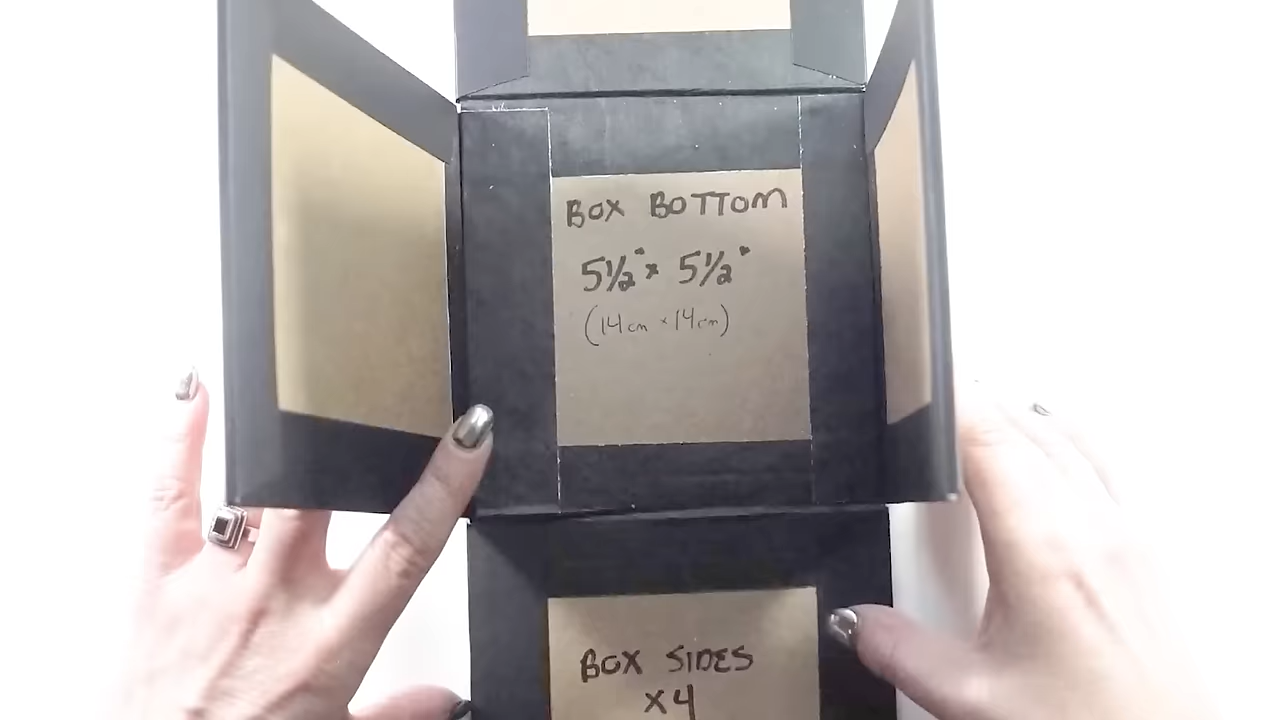 BOX BOTTOM
5½" x 5½"
(14cm x 14cm)
BOX SIDES
x4